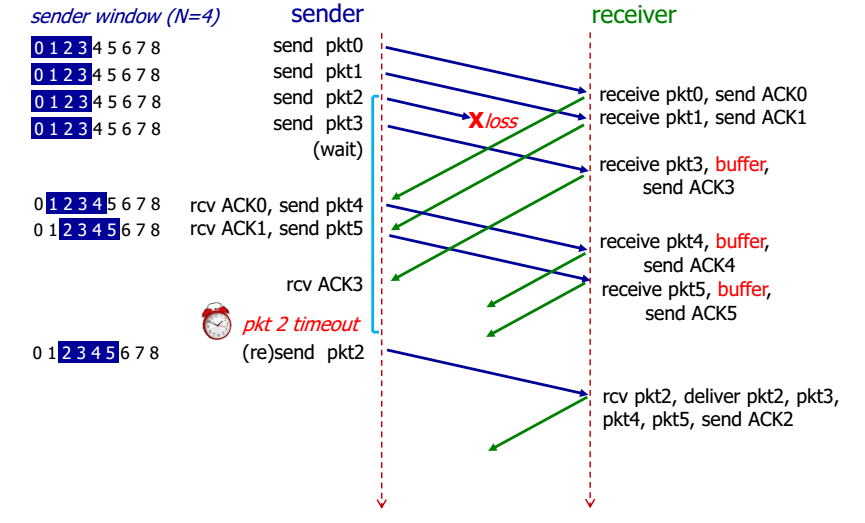 sender window (N=4) sender receiver
0 1 2 3 4 5 6 7 8 send pkt0
0 1 2 3 4 5 6 7 8 send pkt1
receive pkt0, send ACK0
0 1 2 3 4 5 6 7 8 send pkt2
Xloss
receive pkt1, send ACK1
0 1 2 3 4 5 6 7 8 send pkt3
(wait)
receive pkt3, buffer,
send ACK3
0 1 2 3 4 5 6 7 8 rcv ACK0, send pkt4
0 1 2 3 4 5 6 7 8 rcv ACK1, send pkt5
receive pkt4, buffer,
send ACK4
rcv ACK3
receive pkt5, buffer,
send ACK5
pkt 2 timeout
0 1 2 3 4 5 6 7 8 (re)send pkt2
rcv pkt2, deliver pkt2, pkt3,
pkt4, pkt5, send ACK2